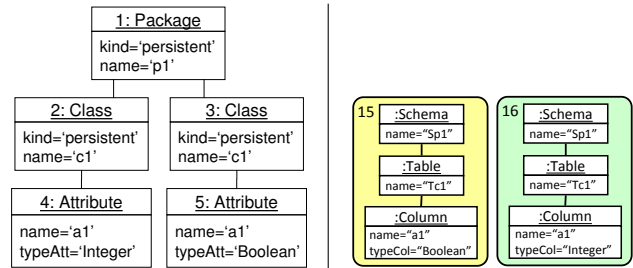 1: Package
kind=‘persistent’
name=‘p1’
2: Class
kind=‘persistent’
name=‘c1’
3: Class
kind=‘persistent’
name=‘c1’
4: Attribute
name=‘a1’
typeAtt=‘Integer’
5: Attribute
name=‘a1’
typeAtt=‘Boolean’
15
:Schema
name=“Sp1”
:Table
name=“Tc1”
:Column
name=“a1”
typeCol=“Boolean”
16
:Schema
name=“Sp1”
:Table
name=“Tc1”
:Column
name=“a1”
typeCol=“Integer”